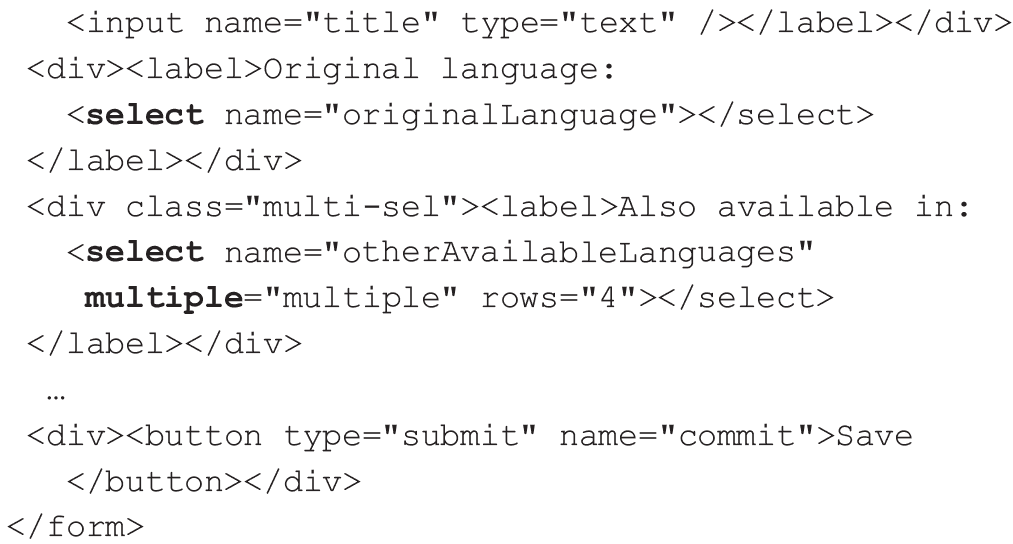 <input name="title" type="text" /></label></div>
<div><label>Original language:
<select name="originalLanguage"></select>
</label></div>
<div class="multi-sel"><label>Also available in:
<select name="otherAvailableLanguages"
multiple="multiple" rows="4"></select>
</label></div>
…
<div><button type="submit" name="commit">Save
</button></div>
</form>